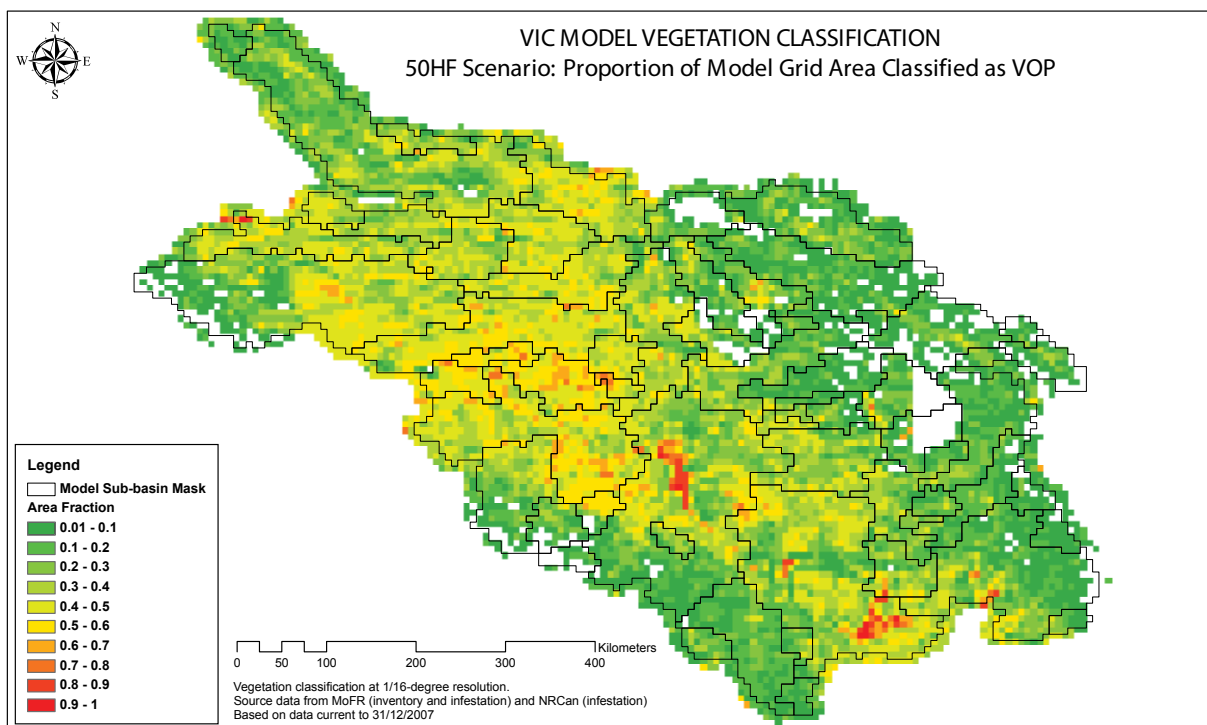 N
W E
S
VIC MODEL VEGETATION CLASSIFICATION
50HF Scenario: Proportion of Model Grid Area Classified as VOP
Legend
Model Sub-basin Mask
Area Fraction
0.01 - 0.1
0.1 - 0.2
0.2 - 0.3
0.3 - 0.4
0.4 - 0.5
0.5 - 0.6
0.6 - 0.7
0.7 - 0.8
0.8 - 0.9
0.9 - 1
Kilometers
0 50 100 200 300 400
Vegetation classification at 1/16-degree resolution.
Source data from MoFR (inventory and infestation) and NRCan (infestation)
Based on data current to 31/12/2007